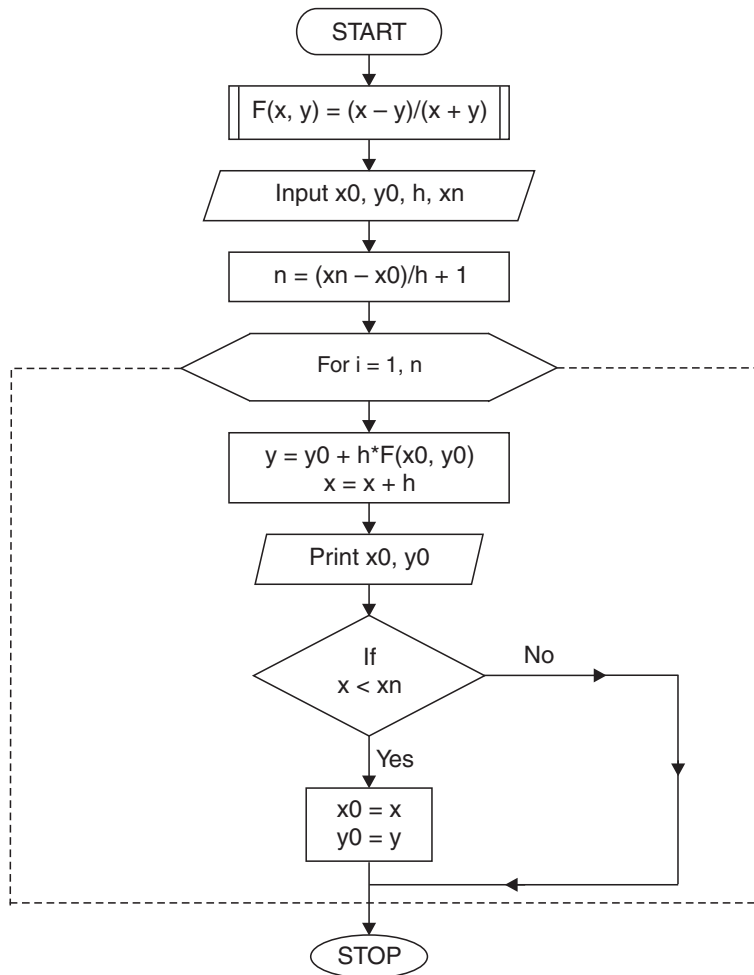 START
F(x, y) = (x – y)/(x + y)
Input x0, y0, h, xn
n = (xn – x0)/h + 1
For i = 1, n
y = y0 + h*F(x0, y0)
x = x + h
Print x0, y0
If
x < xn
No
Yes
x0 = x
y0 = y
STOP